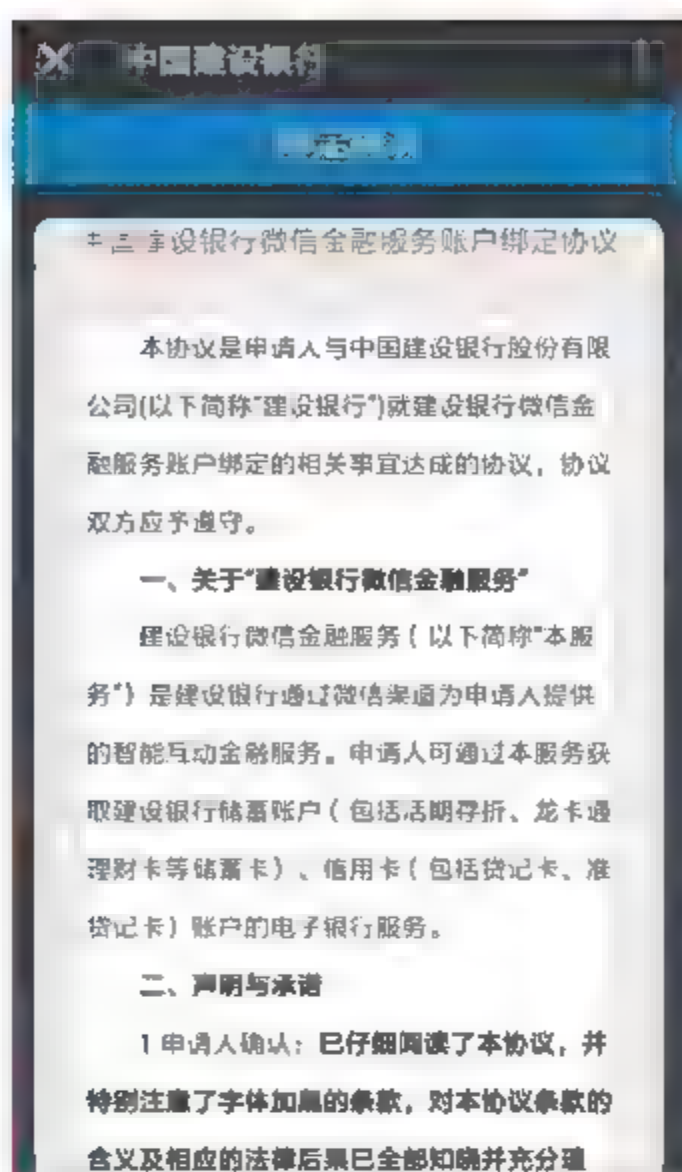 中国建设银行
建设银行微信金融服务账户绑定协议
本协议是申请人与中国建设银行股份有限
公司(以下简称"建设银行")就建设银行微信金
融服务账户绑定的相关事宜达成的协议，协议
双方应予遵守。
一、关于"建设银行微信金融服务"
建设银行微信金融服务（以下简称"本服
务"）是建设银行通过微信渠道为申请人提供
的智能互动金融服务。申请人可通过本服务获
取建设银行储蓄账户（包括活期存折、龙卡通
理财卡等储蓄卡）、信用卡（包括贷记卡、准
贷记卡）账户的电子银行服务。
二、声明与承诺
1 申请人确认：已仔细阅读了本协议，并
特别注意了字体加黑的条款，对本协议条款的
含义及相应的法律后果已全部知晓并充分理